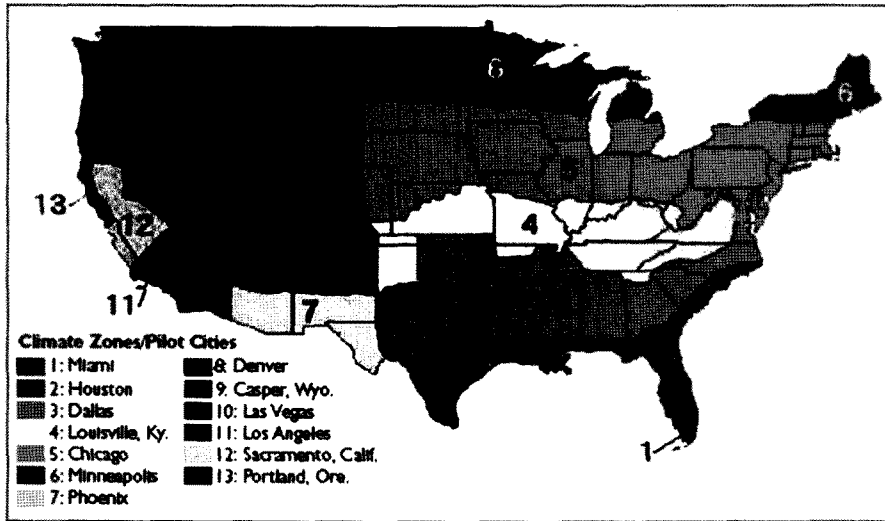 6
6
5
13
12
4
11
7
Climate Zones/Pilot Cities
1: Miami
2: Houston
3: Dallas
4: Louisville, Ky.
5: Chicago
6: Minneapolis
7: Phoenix
8: Denver
9: Casper, Wyo.
10: Las Vegas
11: Los Angeles
12: Sacramento, Calif.
13: Portland, Ore.
1